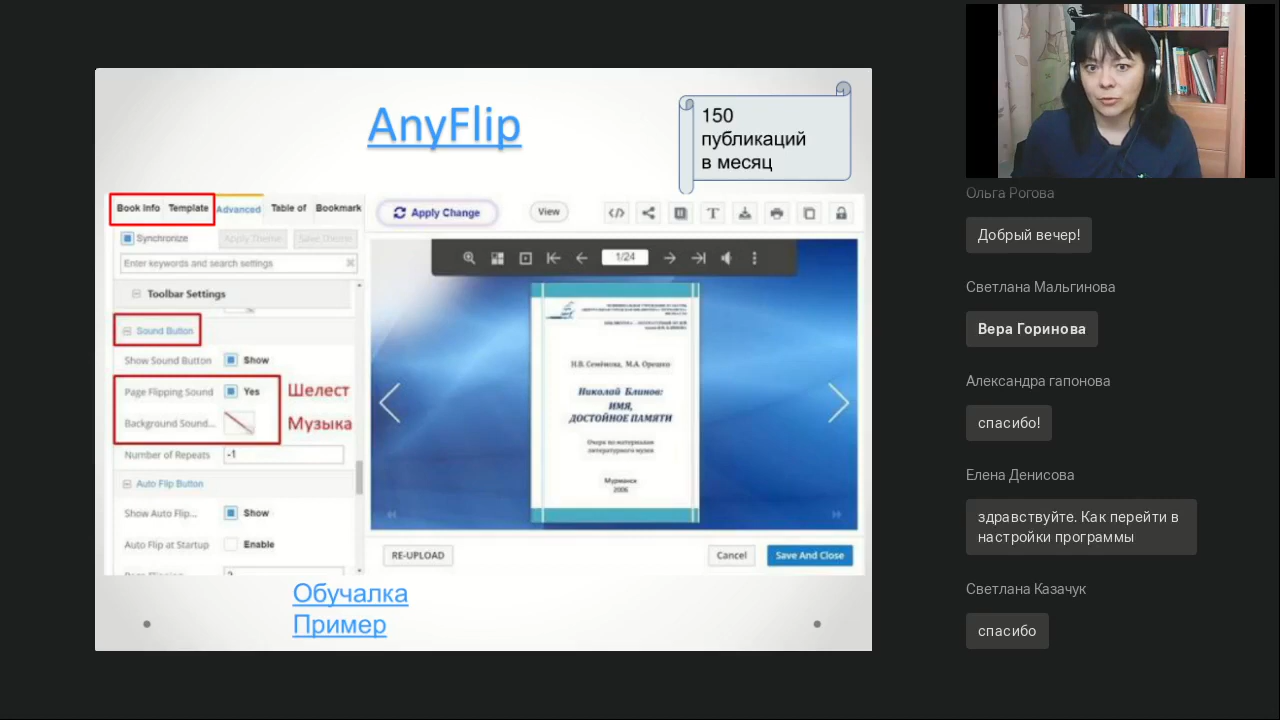 AnyFlip
150
публикаций
в месяц
Book Info Template Advanced Table of Bookmark
Synchronize Apply Theme Save Theme
Enter keywords and search settings
Toolbar Settings
Sound Button
Show Sound Button Show
Page Flipping Sound Yes Шелест
Background Sound... Музыка
Number of Repeats -1
Auto Flip Button
Show Auto Flip... Show
Auto Flip at Startup Enable
Apply Change View
1/24
Н.В. Семёнова, М.А. Орешко
Николай Блинов:
ИМЯ,
ДОСТОЙНОЕ ПАМЯТИ
Очерк по материалам
литературного музея
Мурманск
2006
RE-UPLOAD Cancel Save And Close
Обучалка
Пример
Ольга Рогова
Добрый вечер!
Светлана Мальгинова
Вера Горинова
Александра гапонова
спасибо!
Елена Денисова
здравствуйте. Как перейти в
настройки программы
Светлана Казачук
спасибо